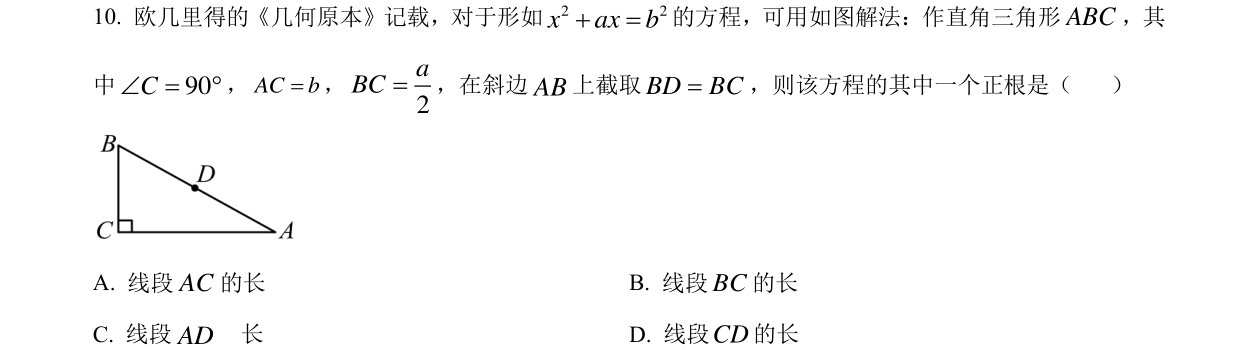 10. 欧几里得的《几何原本》记载，对于形如 $x^2+ax=b^2$ 的方程，可用如图解法：作直角三角形 $ABC$，其
中 $\angle C=90°$，$AC=b$，$BC=\frac{a}{2}$，在斜边 $AB$ 上截取 $BD=BC$，则该方程的其中一个正根是（　　）
B
D
C
A
A. 线段 $AC$ 的长　　B. 线段 $BC$ 的长
C. 线段 $AD$　长　　D. 线段 $CD$ 的长